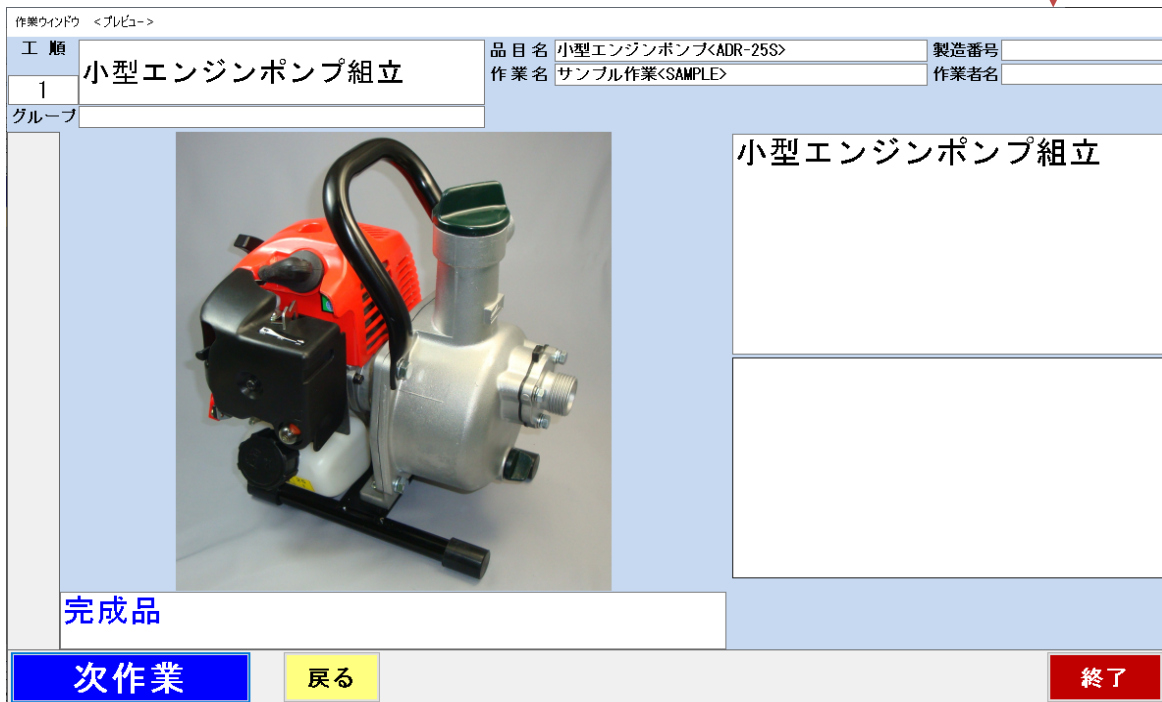 作業ウィンドウ <プレビュー>
工 順
1
小型エンジンポンプ組立
品目名 小型エンジンポンプ<ADR-25S>
製造番号
作業名 サンプル作業<SAMPLE>
作業者名
グループ
小型エンジンポンプ組立
完成品
次作業
戻る
終了